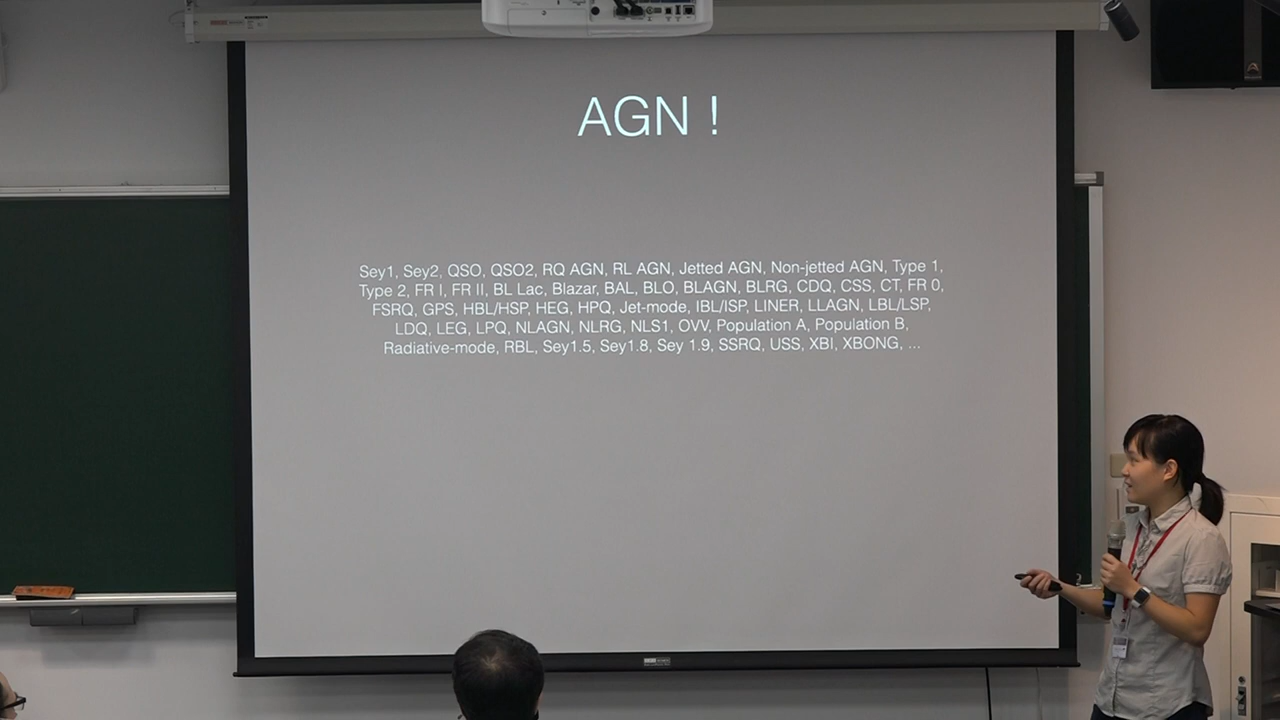 AGN !
Sey1, Sey2, QSO, QSO2, RQ AGN, RL AGN, Jetted AGN, Non-jetted AGN, Type 1,
Type 2, FR I, FR II, BL Lac, Blazar, BAL, BLO, BLAGN, BLRG, CDQ, CSS, CT, FR 0,
FSRQ, GPS, HBL/HSP, HEG, HPQ, Jet-mode, IBL/ISP, LINER, LLAGN, LBL/LSP,
LDQ, LEG, LPQ, NLAGN, NLRG, NLS1, OVV, Population A, Population B,
Radiative-mode, RBL, Sey1.5, Sey1.8, Sey 1.9, SSRQ, USS, XBI, XBONG, ...